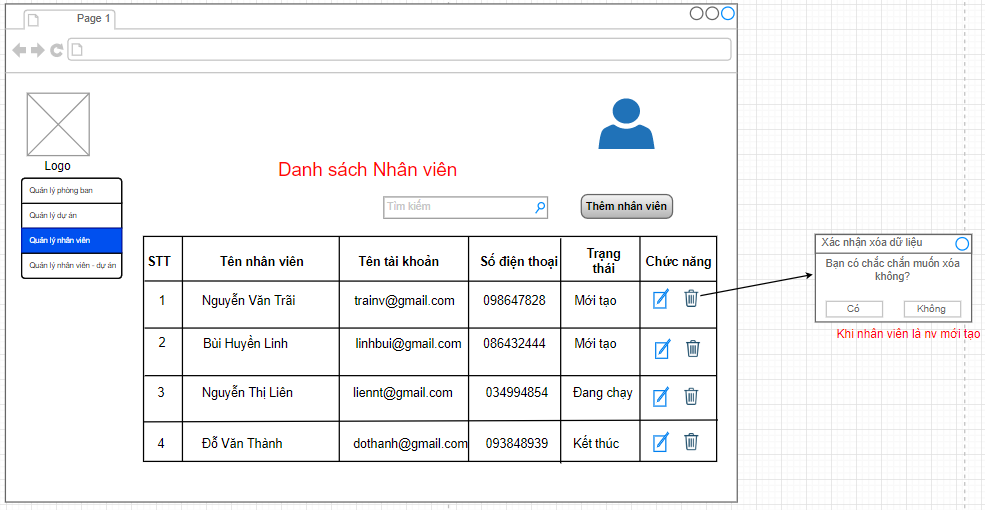 Page 1
Logo
Quản lý phòng ban
Quản lý dự án
Quản lý nhân viên
Quản lý nhân viên - dự án
Danh sách Nhân viên
Tìm kiếm
Thêm nhân viên
STT Tên nhân viên Tên tài khoản Số điện thoại Trạng thái Chức năng
1 Nguyễn Văn Trãi trainv@gmail.com 098647828 Mới tạo
2 Bùi Huyền Linh linhbui@gmail.com 086432444 Mới tạo
3 Nguyễn Thị Liên liennt@gmail.com 034994854 Đang chạy
4 Đỗ Văn Thành dothanh@gmail.com 093848939 Kết thúc
Xác nhận xóa dữ liệu
Bạn có chắc chắn muốn xóa
không?
Có Không
Khi nhân viên là nv mới tạo